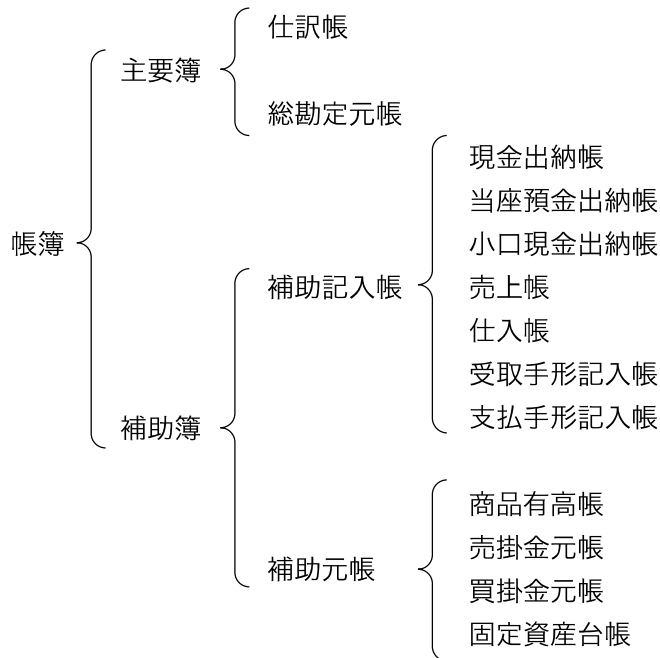 帳簿
主要簿
仕訳帳
総勘定元帳
補助簿
補助記入帳
現金出納帳
当座預金出納帳
小口現金出納帳
売上帳
仕入帳
受取手形記入帳
支払手形記入帳
補助元帳
商品有高帳
売掛金元帳
買掛金元帳
固定資産台帳